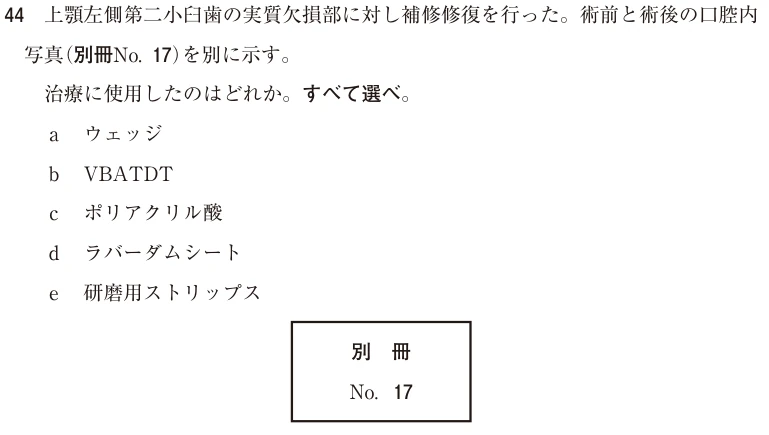 44 上顎左側第二小臼歯の実質欠損部に対し補修修復を行った。術前と術後の口腔内
写真(別冊No. 17)を別に示す。
治療に使用したのはどれか。すべて選べ。
a ウェッジ
b VBATDT
c ポリアクリル酸
d ラバーダムシート
e 研磨用ストリップス
別 冊
No. 17